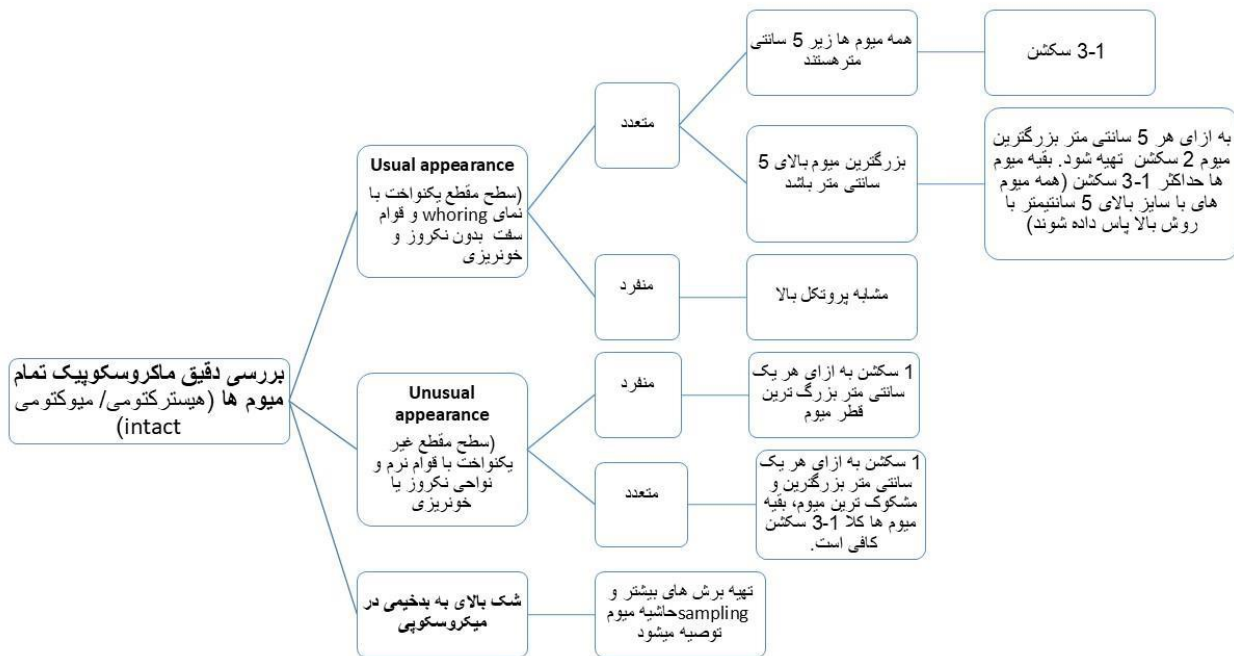 بررسی دقیق ماکروسکوپیک تمام
میوم ها (هیسترکتومی/ میوکتومی
intact)
Usual appearance
(سطح مقطع یکنواخت با
نمای whoring و قوام
سفت بدون نکروز و
خونریزی
متعدد
همه میوم ها زیر 5 سانتی
مترهستند
3-1 سکشن
بزرگترین میوم بالای 5
سانتی متر باشد
به ازای هر 5 سانتی متر بزرگترین
میوم 2 سکشن تهیه شود. بقیه میوم
ها حداکثر 1-3 سکشن (همه میوم
های با سایز بالای 5 سانتیمتر با
روش بالا پاس داده شوند)
منفرد
مشابه پروتکل بالا
Unusual
appearance
(سطح مقطع غیر
یکنواخت با قوام نرم و
نواحی نکروز یا
خونریزی
منفرد
1 سکشن به ازای هر یک
سانتی متر بزرگ ترین
قطر میوم
متعدد
1 سکشن به ازای هر یک
سانتی متر بزرگترین و
مشکوک ترین میوم، بقیه
میوم ها کلا 1-3 سکشن
کافی است.
شک بالای به بدخیمی در
میکروسکوپی
تهیه برش های بیشتر و
samplingحاشیه میوم
توصیه میشود